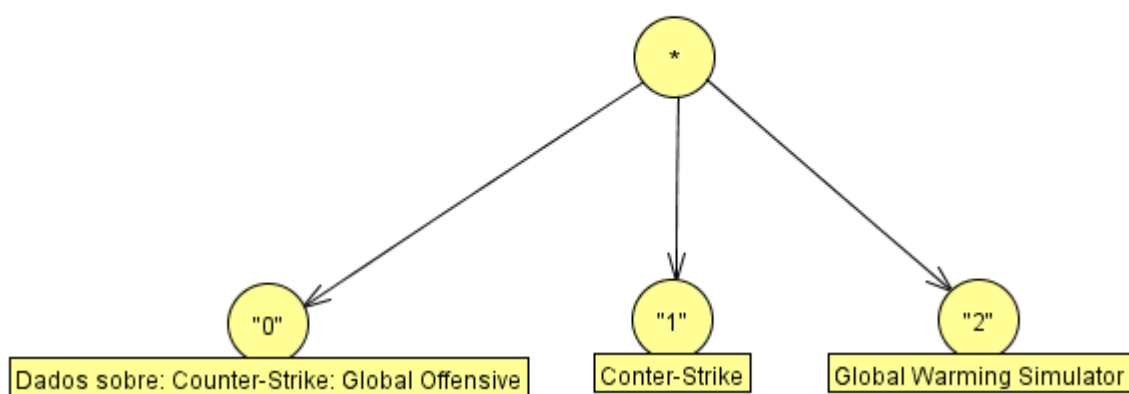 *
"0"
"1"
"2"
Dados sobre: Counter-Strike: Global Offensive
Conter-Strike
Global Warming Simulator